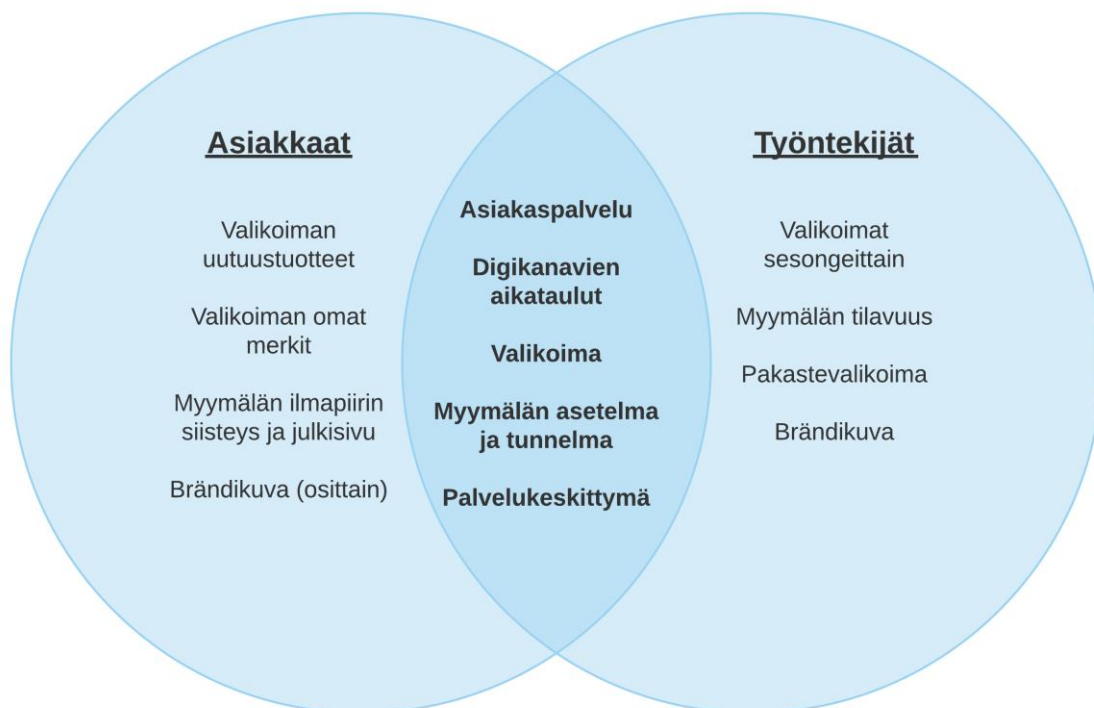 Asiakkaat
Valikoiman
uutuustuotteet
Valikoiman omat
merkit
Myymälän ilmapiirin
siisteys ja julkisivu
Brändikuva (osittain)
Asiakaspalvelu
Digikanavien
aikataulut
Valikoima
Myymälän asetelma
ja tunnelma
Palvelukeskittymä
Työntekijät
Valikoimat
sesongeittain
Myymälän tilavuus
Pakastevalikoima
Brändikuva